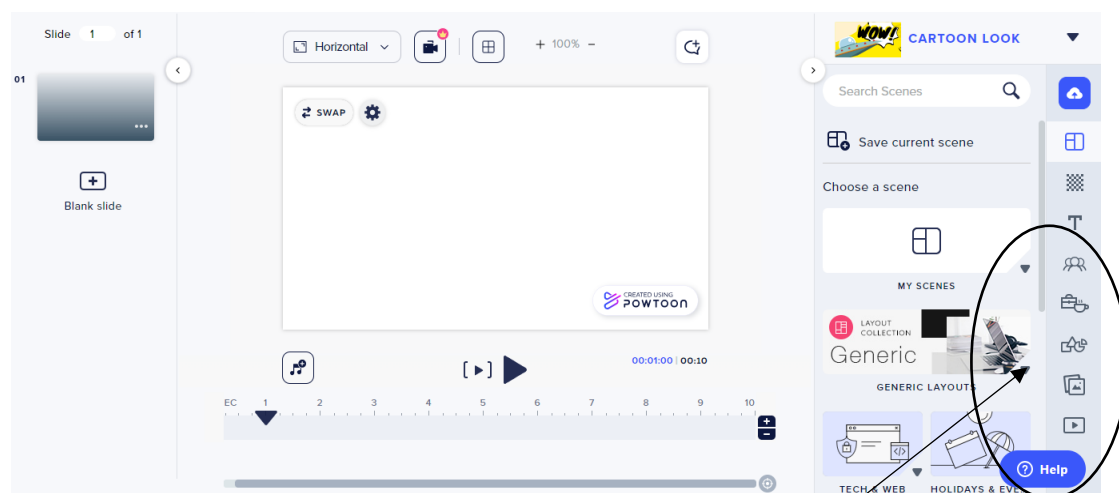 Slide 1 of 1
01
Blank slide
Horizontal
+ 100% −
SWAP
CREATED USING
POWTOON
00:01:00 | 00:10
EC 1 2 3 4 5 6 7 8 9 10
WOW!
CARTOON LOOK
Search Scenes
Save current scene
Choose a scene
MY SCENES
LAYOUT
COLLECTION
Generic
GENERIC LAYOUTS
TECH & WEB
HOLIDAYS & EVE
T
? Help